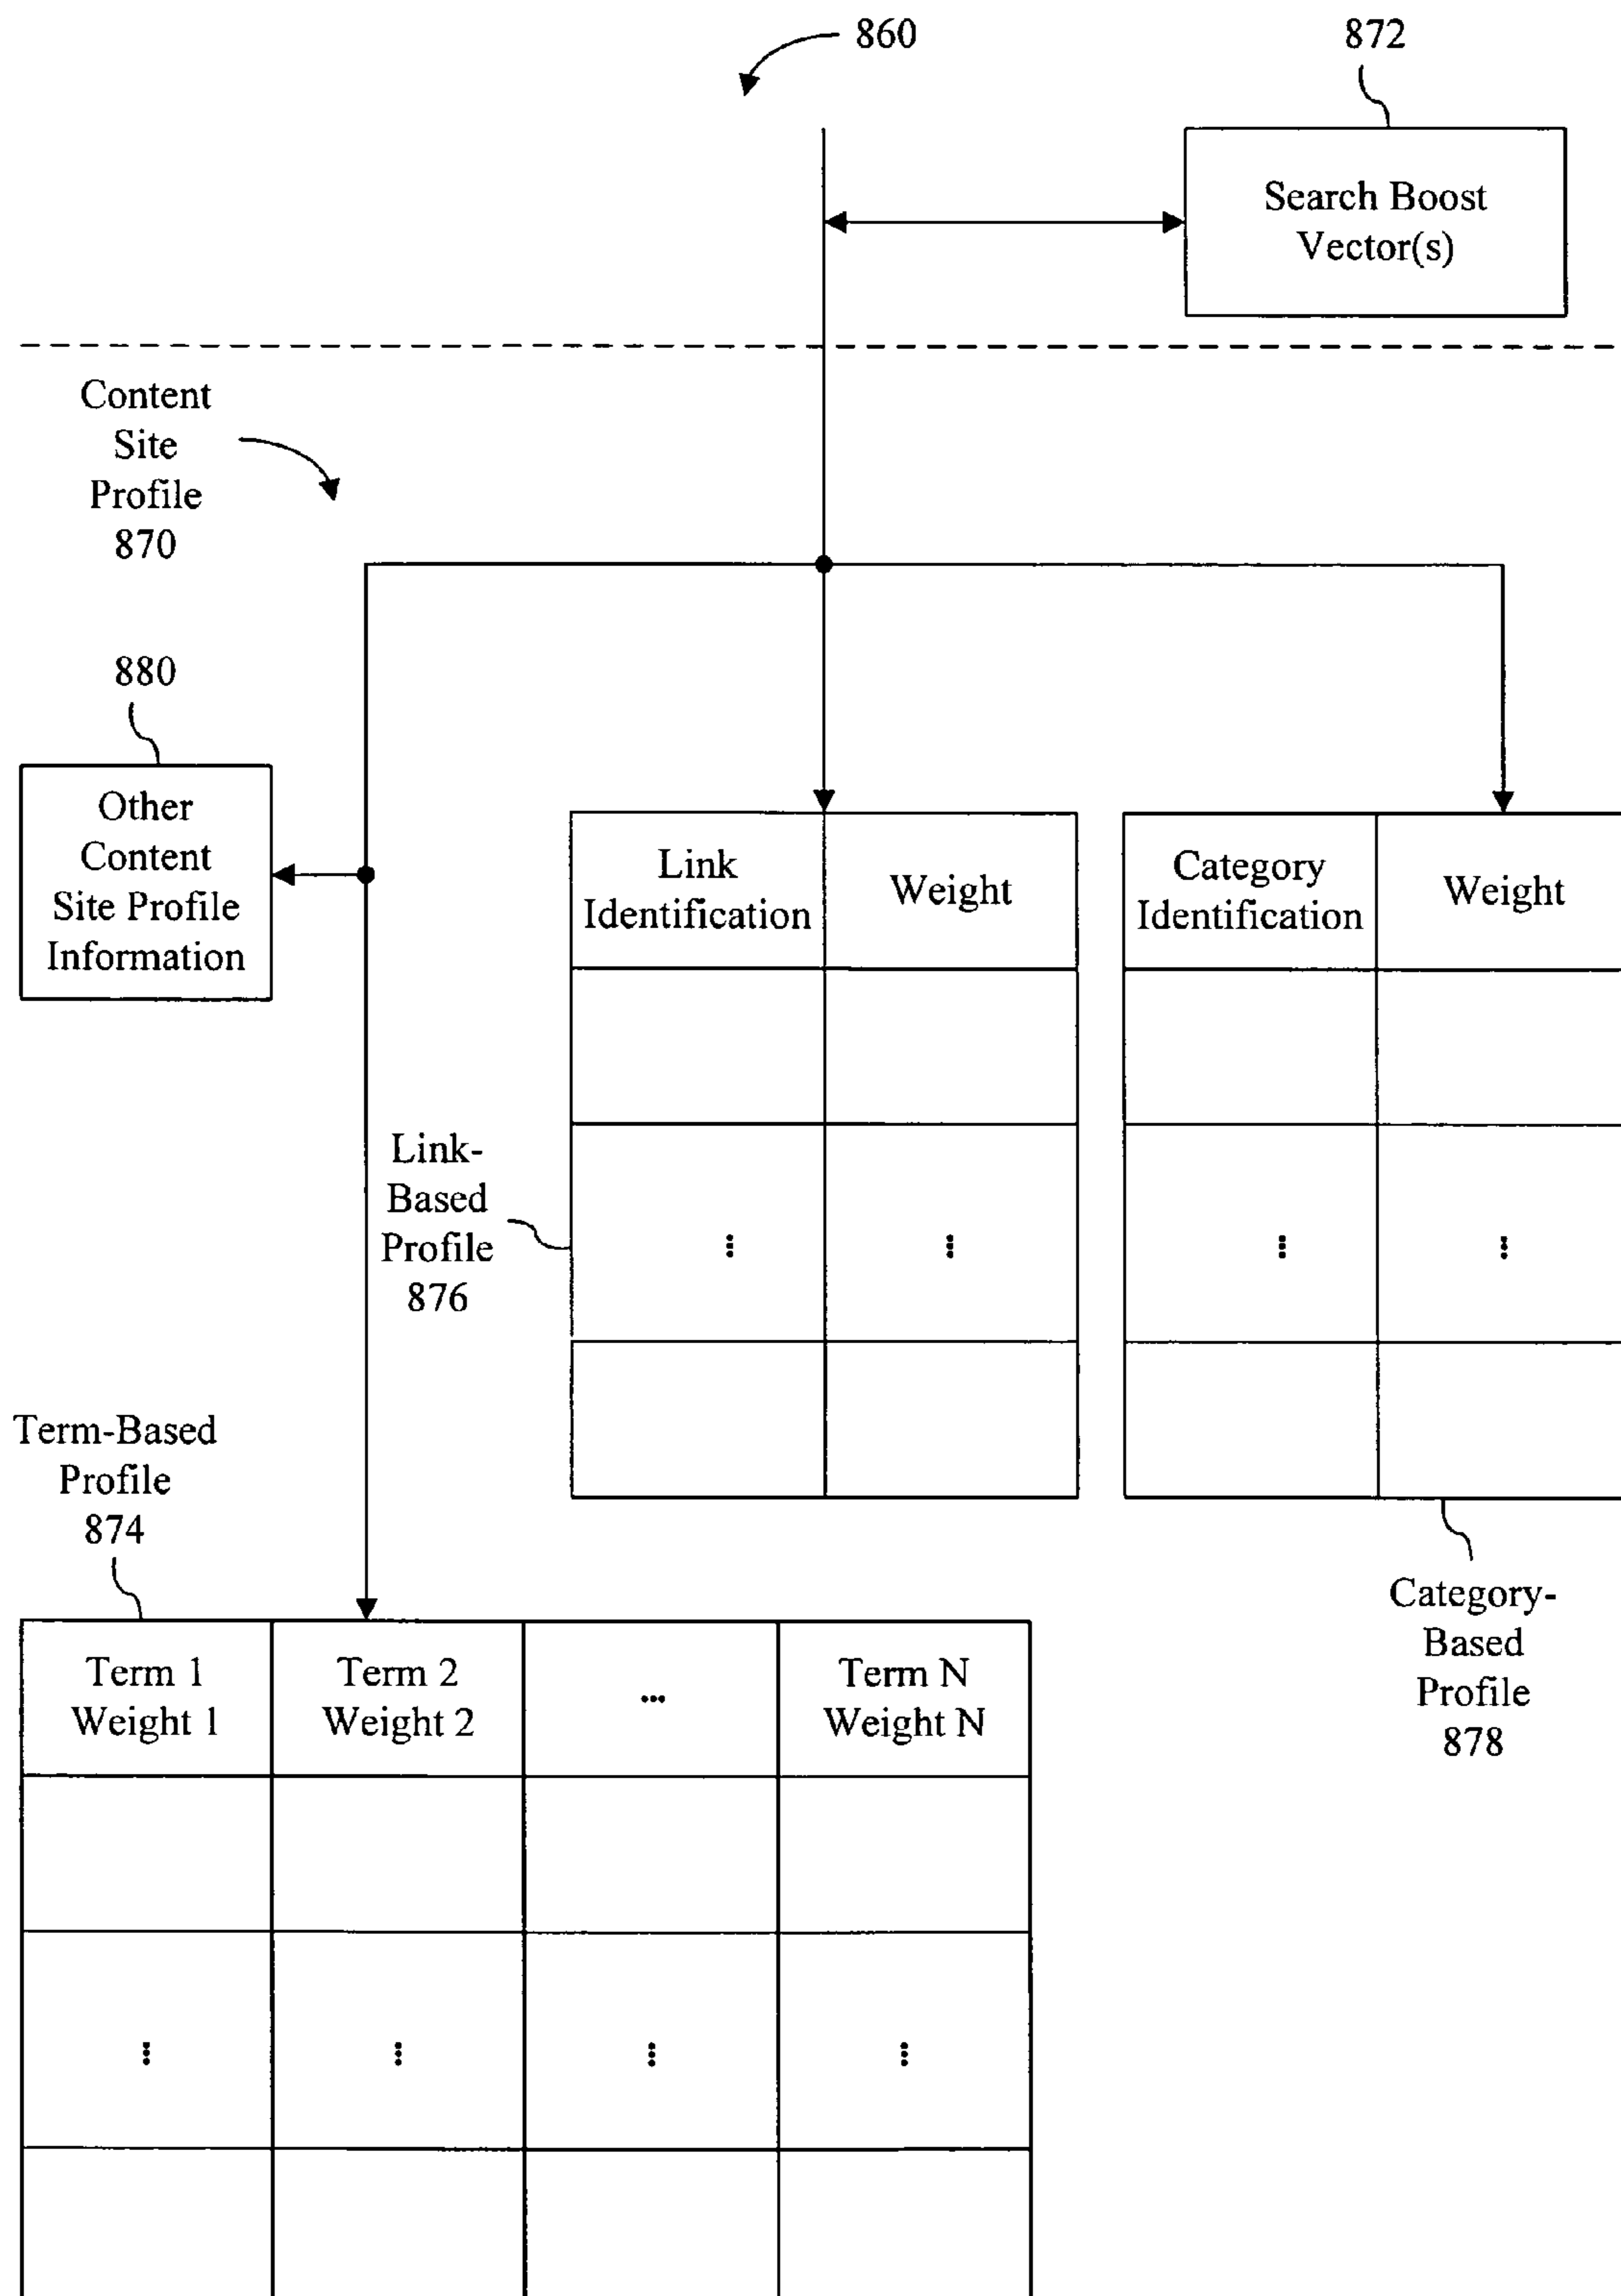 860
872
Search Boost
Vector(s)
Content
Site
Profile
870
880
Other
Content
Site Profile
Information
Link
Identification
Weight
Category
Identification
Weight
Link-
Based
Profile
876
⋮
⋮
⋮
⋮
Term-Based
Profile
874
Category-
Based
Profile
878
Term 1
Weight 1
Term 2
Weight 2
...
Term N
Weight N
⋮
⋮
⋮
⋮